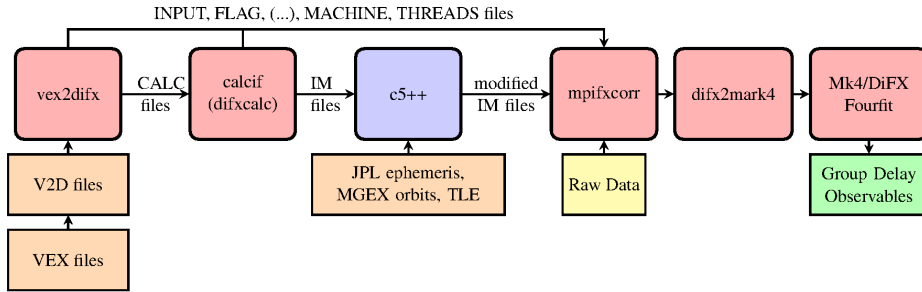 INPUT, FLAG, (...), MACHINE, THREADS files
vex2difx
CALC
files
calcif
(difxcalc)
IM
files
c5++
modified
IM files
mpifxcorr
difx2mark4
Mk4/DiFX
Fourfit
V2D files
JPL ephemeris,
MGEX orbits, TLE
Raw Data
Group Delay
Observables
VEX files